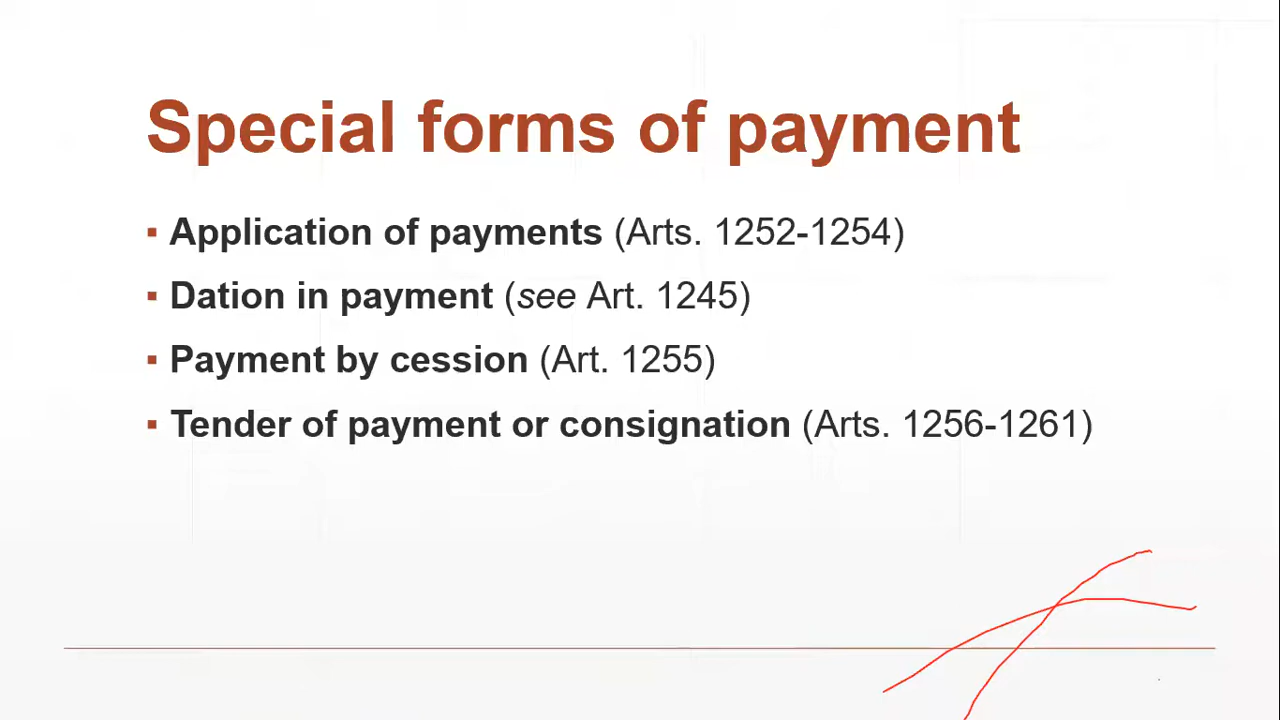 Special forms of payment
▪ Application of payments (Arts. 1252-1254)
▪ Dation in payment (see Art. 1245)
▪ Payment by cession (Art. 1255)
▪ Tender of payment or consignation (Arts. 1256-1261)